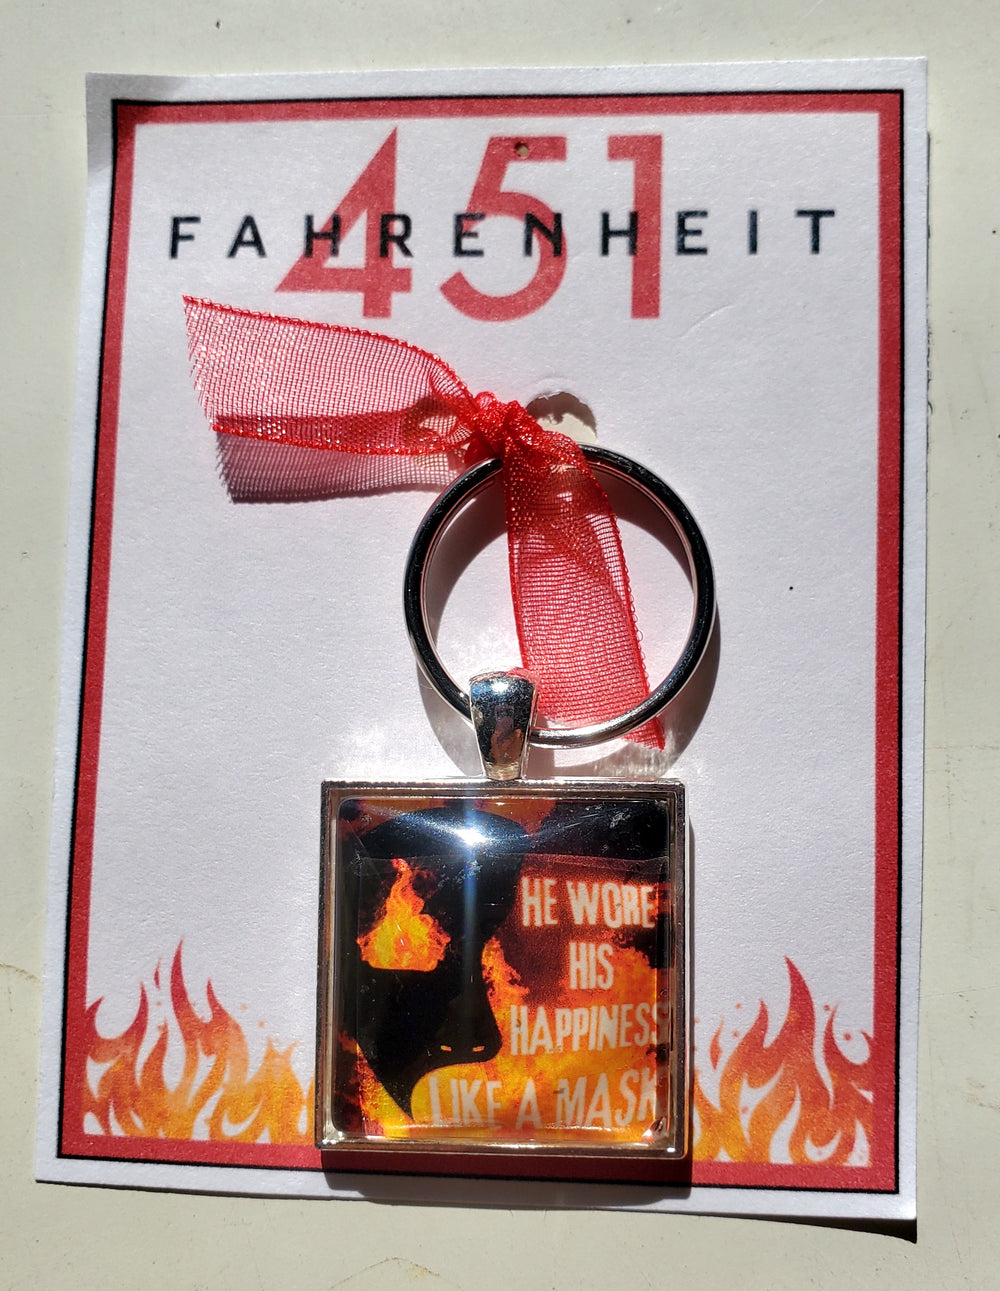 451
FAHRENHEIT
HE WORE
HIS
HAPPINESS
LIKE A MASK